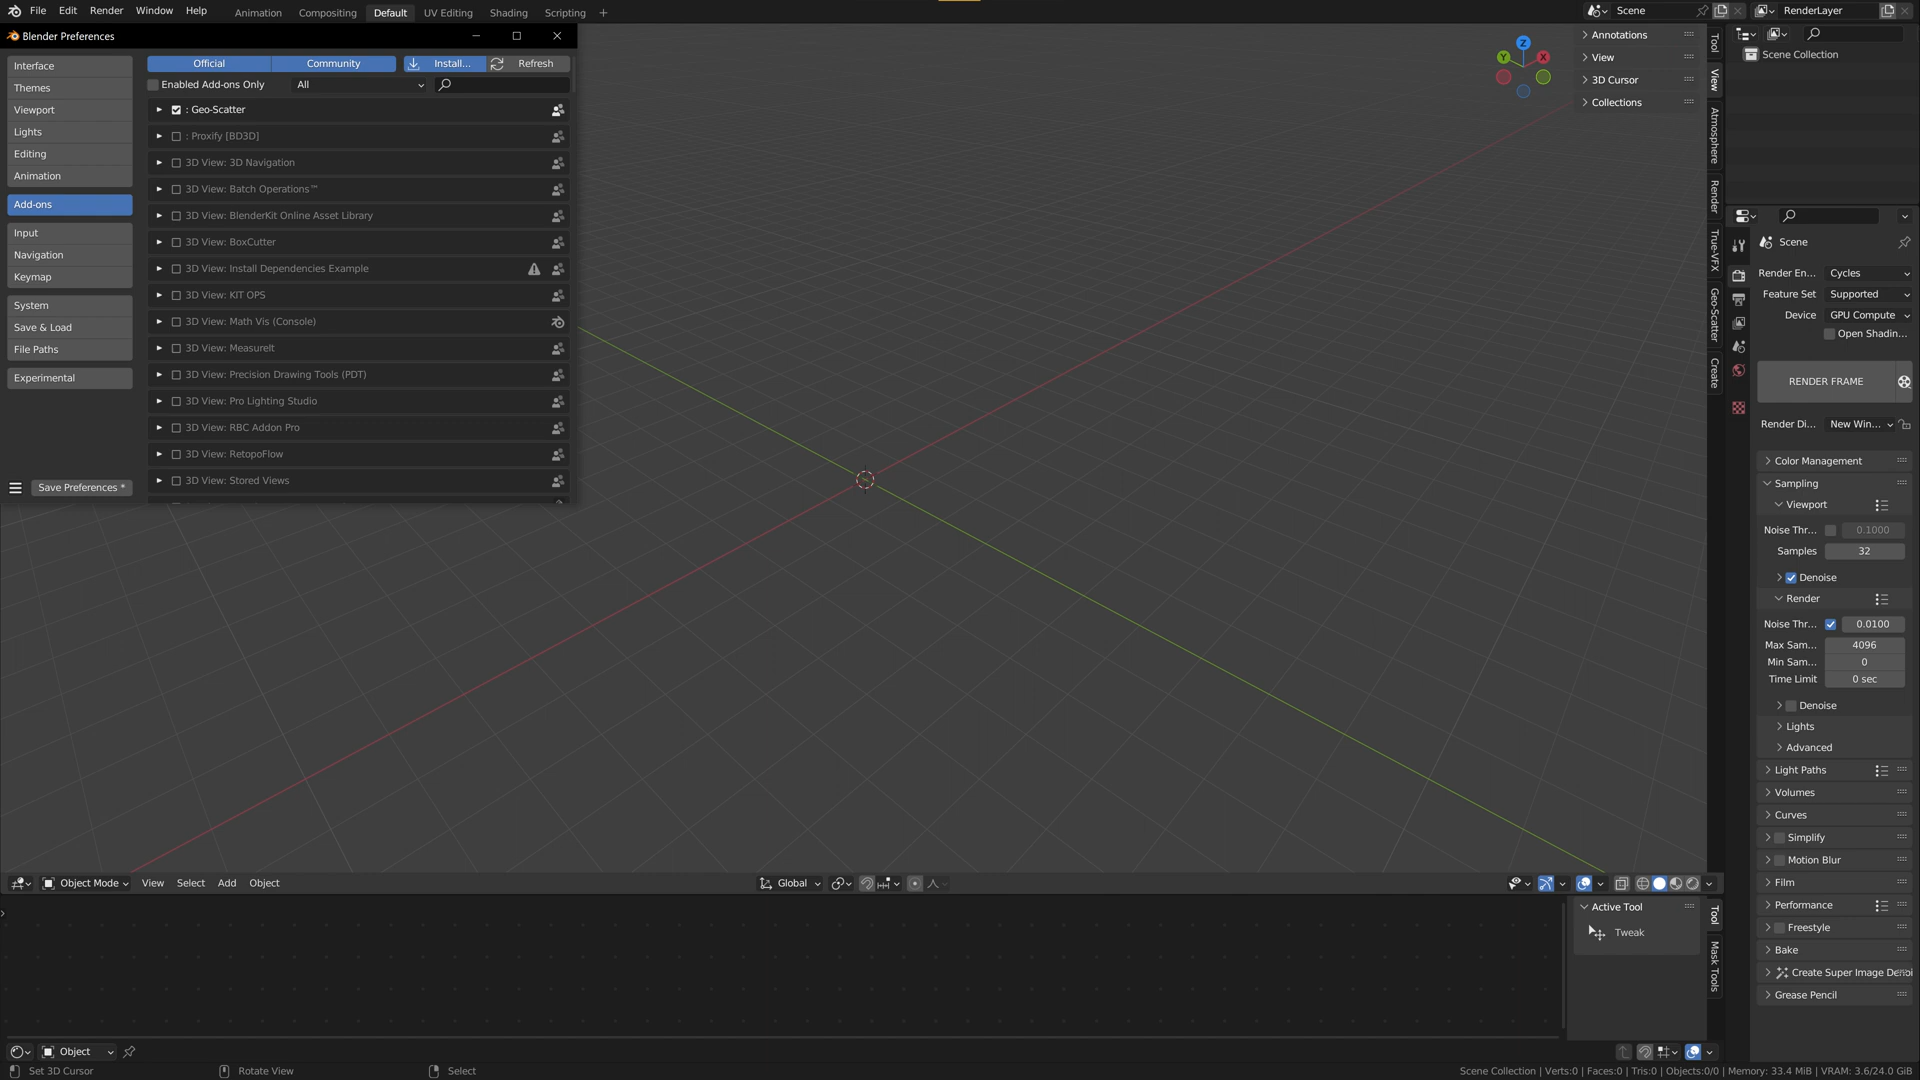 File Edit Render Window Help Animation Compositing Default UV Editing Shading Scripting + Scene RenderLayer
Blender Preferences
Interface
Themes
Viewport
Lights
Editing
Animation
Add-ons
Input
Navigation
Keymap
System
Save & Load
File Paths
Experimental
Save Preferences *
Official Community Install... Refresh
Enabled Add-ons Only All
: Geo-Scatter
: Proxify [BD3D]
3D View: 3D Navigation
3D View: Batch Operations™
3D View: BlenderKit Online Asset Library
3D View: BoxCutter
3D View: Install Dependencies Example
3D View: KIT OPS
3D View: Math Vis (Console)
3D View: MeasureIt
3D View: Precision Drawing Tools (PDT)
3D View: Pro Lighting Studio
3D View: RBC Addon Pro
3D View: RetopoFlow
3D View: Stored Views
Z
Y
X
Annotations
View
3D Cursor
Collections
Tool
View
Atmosphere
Render
True-VFX
Geo-Scatter
Create
Scene Collection
Scene
Render En... Cycles
Feature Set Supported
Device GPU Compute
Open Shadin...
RENDER FRAME
Render Di... New Win...
Color Management
Sampling
Viewport
Noise Thr... 0.1000
Samples 32
Denoise
Render
Noise Thr... 0.0100
Max Sam... 4096
Min Sam... 0
Time Limit 0 sec
Denoise
Lights
Advanced
Light Paths
Volumes
Curves
Simplify
Motion Blur
Film
Performance
Freestyle
Bake
Create Super Image Denoi
Grease Pencil
Object Mode View Select Add Object Global
Active Tool
Tweak
Tool
Mask Tools
Object
Set 3D Cursor Rotate View Select Scene Collection | Verts:0 | Faces:0 | Tris:0 | Objects:0/0 | Memory: 33.4 MiB | VRAM: 3.6/24.0 GiB